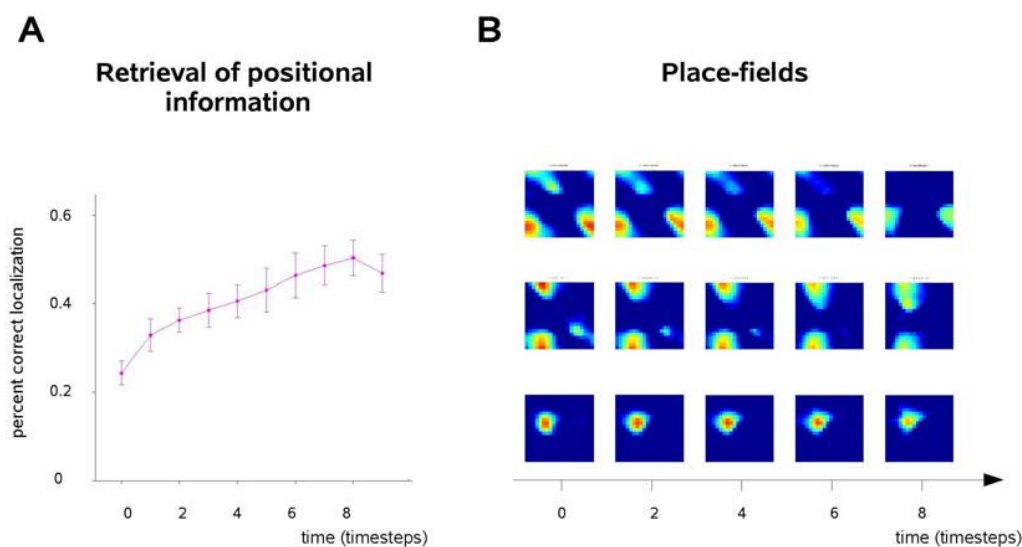 A
Retrieval of positional
information
percent correct localization
0.6
0.4
0.2
0
0 2 4 6 8
time (timesteps)
B
Place-fields
0 2 4 6 8
time (timesteps)